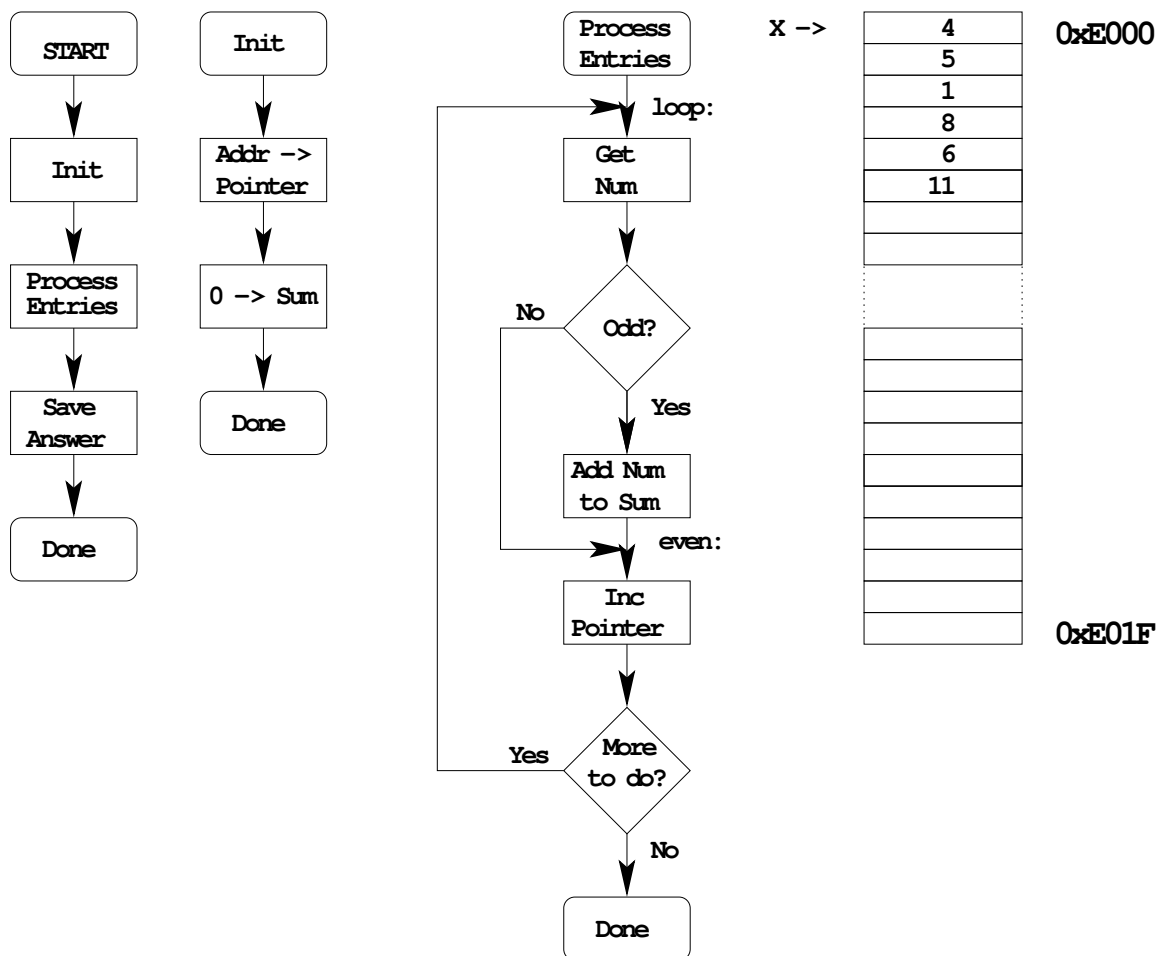 START
Init
Process
Entries
Save
Answer
Done
Init
Addr −>
Pointer
0 −> Sum
Done
Process
Entries
loop:
Get
Num
Odd?
No
Yes
Add Num
to Sum
even:
Inc
Pointer
More
to do?
Yes
No
Done
X −>
4
5
1
8
6
11
0xE000
0xE01F